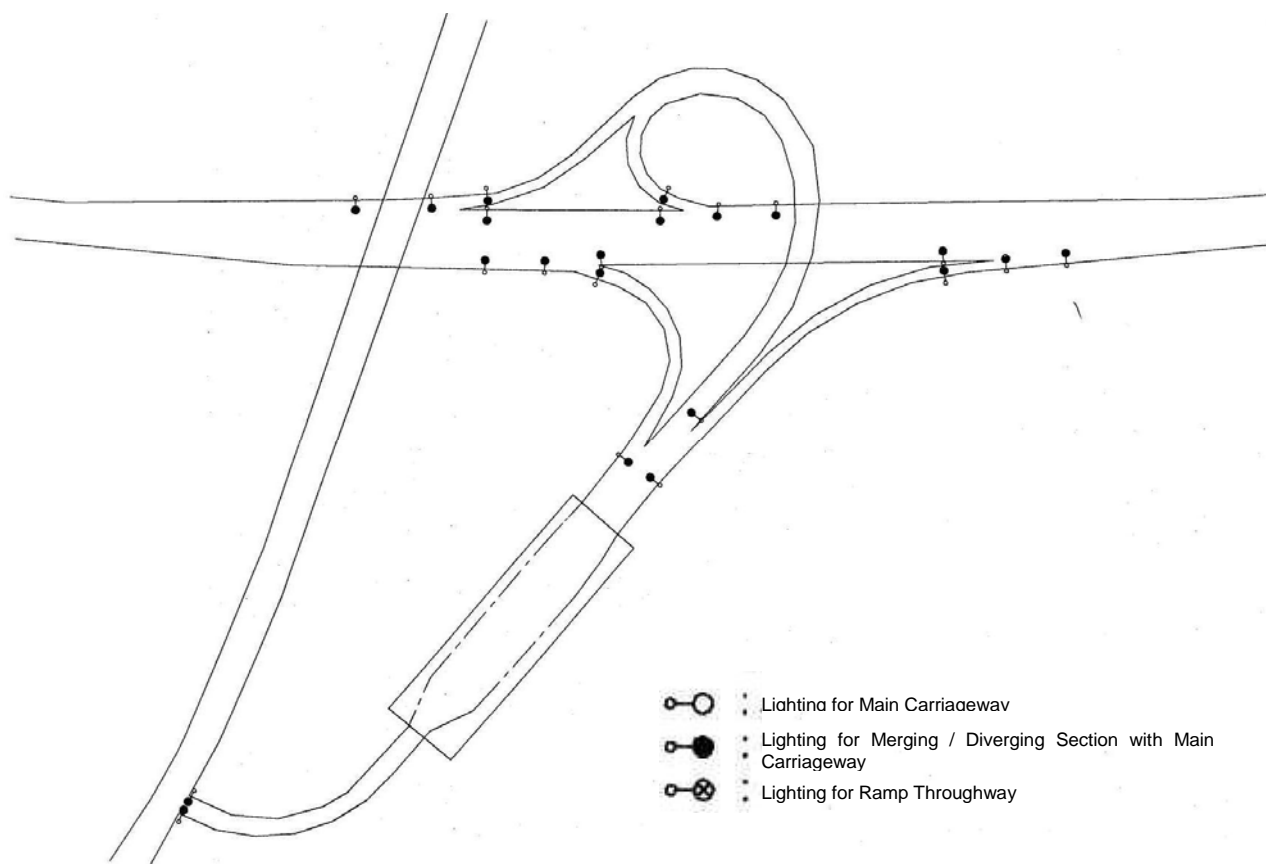 : Lighting for Main Carriageway
: Lighting for Merging / Diverging Section with Main
Carriageway
: Lighting for Ramp Throughway